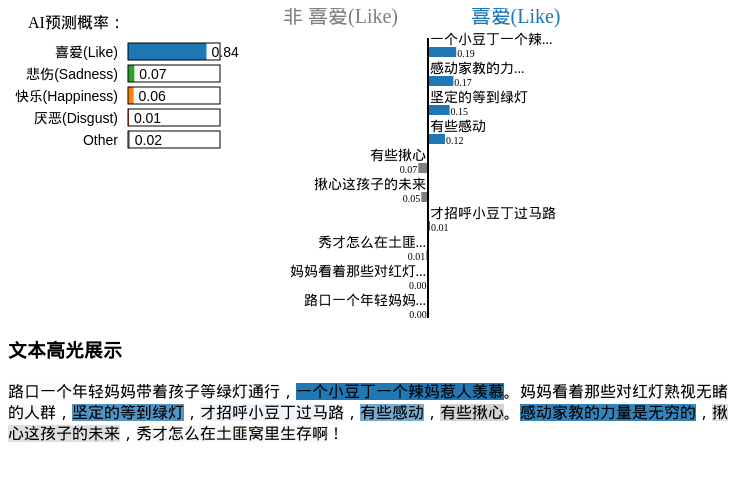 AI预测概率：
喜爱(Like) 0.84
悲伤(Sadness) 0.07
快乐(Happiness) 0.06
厌恶(Disgust) 0.01
Other 0.02
非 喜爱(Like) 喜爱(Like)
一个小豆丁一个辣...
0.19
感动家教的力...
0.17
坚定的等到绿灯
0.15
有些感动
0.12
有些揪心
0.07
揪心这孩子的未来
0.05
才招呼小豆丁过马路
0.01
秀才怎么在土匪...
0.01
妈妈看着那些对红灯...
0.00
路口一个年轻妈妈...
0.00
文本高光展示
路口一个年轻妈妈带着孩子等绿灯通行，一个小豆丁一个辣妈惹人羡慕。妈妈看着那些对红灯熟视无睹
的人群，坚定的等到绿灯，才招呼小豆丁过马路，有些感动，有些揪心。感动家教的力量是无穷的，揪
心这孩子的未来，秀才怎么在土匪窝里生存啊！